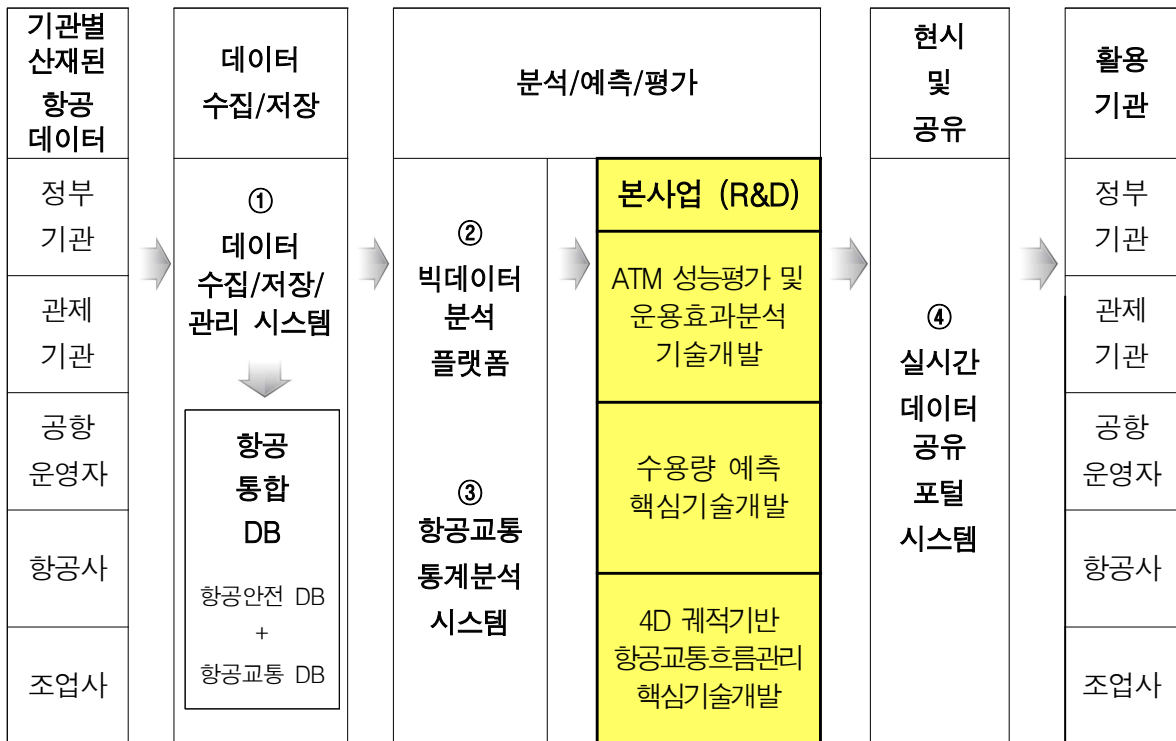 기관별
산재된
항공
데이터
정부
기관
관제
기관
공항
운영자
항공사
조업사
데이터
수집/저장
①
데이터
수집/저장/
관리 시스템
항공
통합
DB
항공안전 DB
+
항공교통 DB
분석/예측/평가
②
빅데이터
분석
플랫폼
③
항공교통
통계분석
시스템
본사업 (R&D)
ATM 성능평가 및
운용효과분석
기술개발
수용량 예측
핵심기술개발
4D 궤적기반
항공교통흐름관리
핵심기술개발
현시
및
공유
④
실시간
데이터
공유
포털
시스템
활용
기관
정부
기관
관제
기관
공항
운영자
항공사
조업사